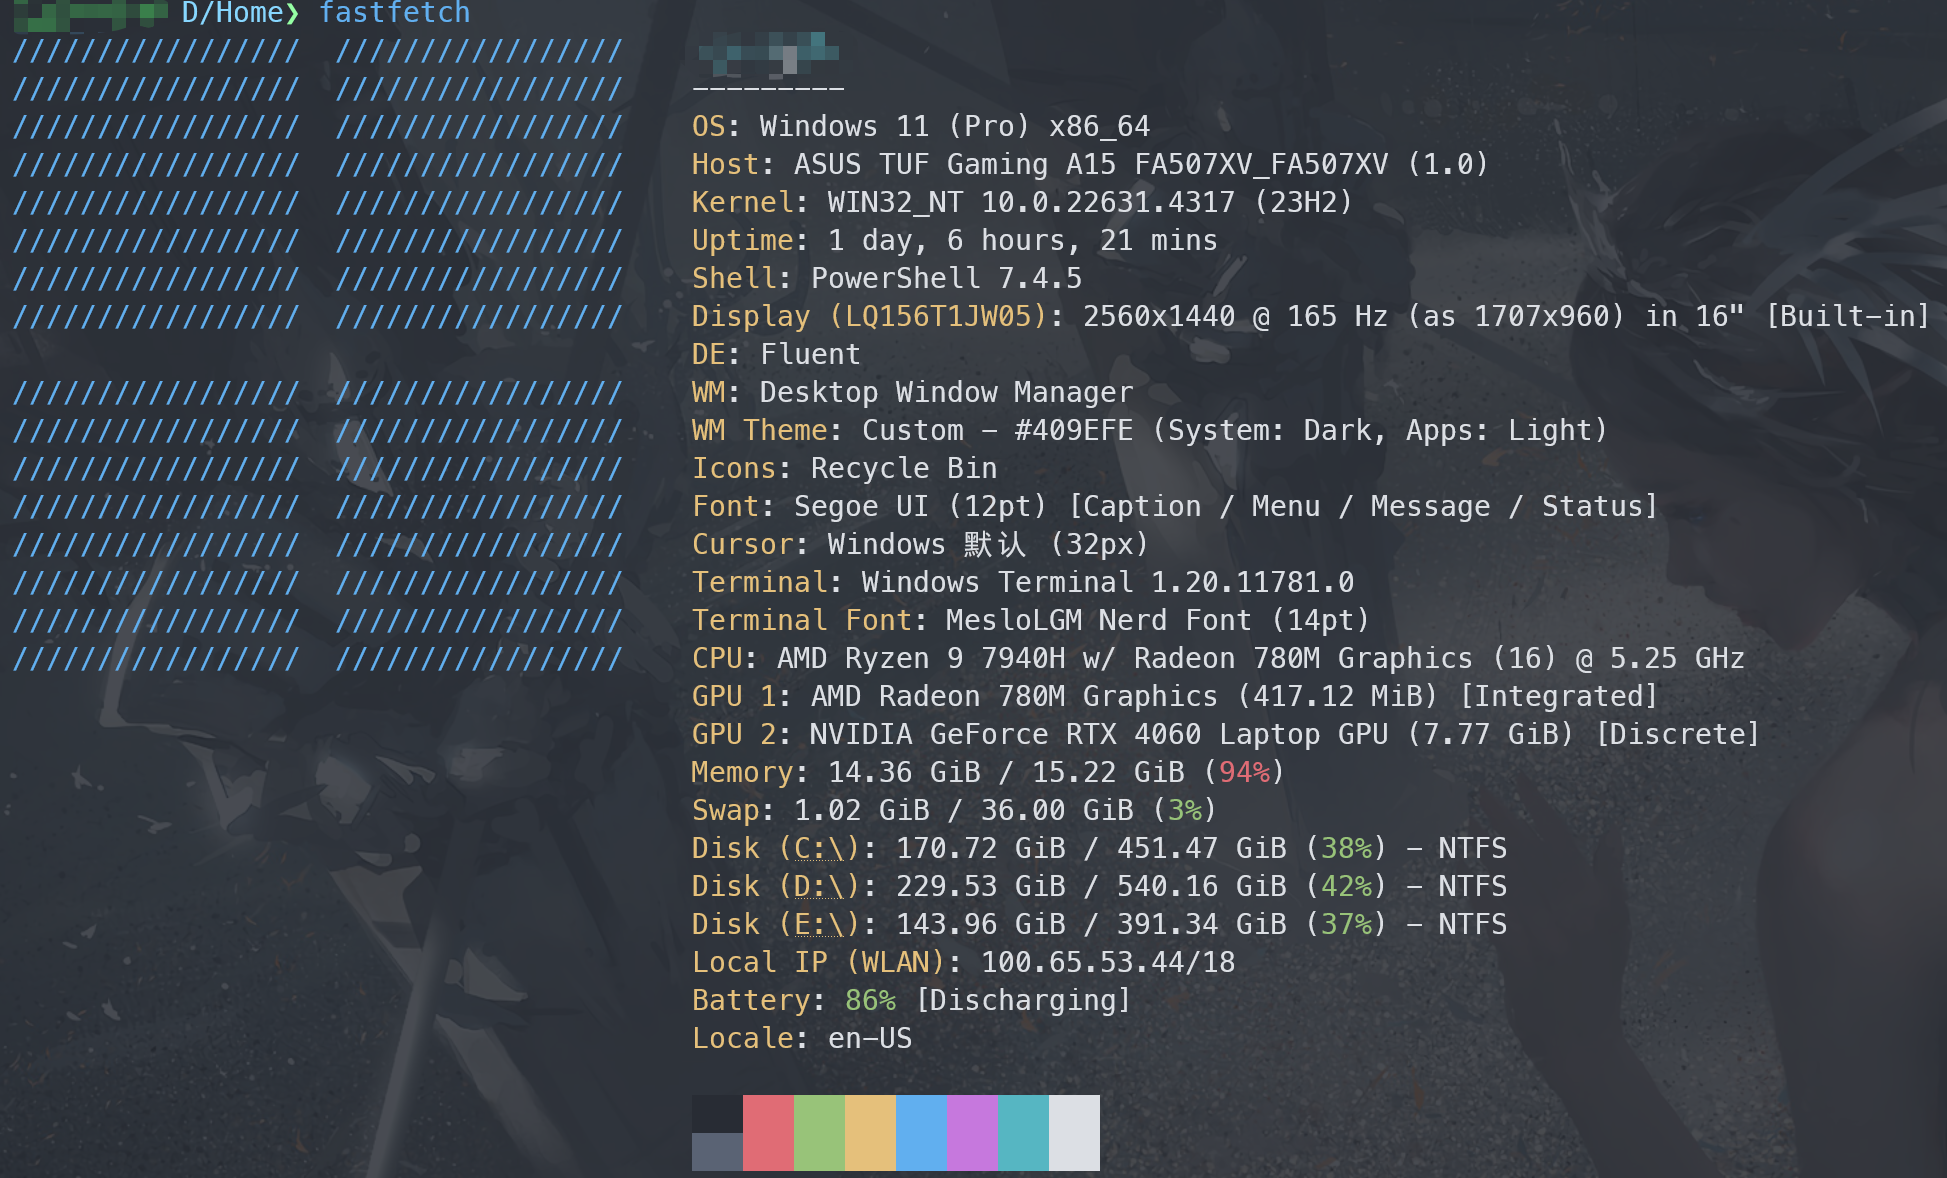 D/Home❯ fastfetch
////////////////  ////////////////
////////////////  ////////////////  ---------
////////////////  ////////////////  OS: Windows 11 (Pro) x86_64
////////////////  ////////////////  Host: ASUS TUF Gaming A15 FA507XV_FA507XV (1.0)
////////////////  ////////////////  Kernel: WIN32_NT 10.0.22631.4317 (23H2)
////////////////  ////////////////  Uptime: 1 day, 6 hours, 21 mins
////////////////  ////////////////  Shell: PowerShell 7.4.5
////////////////  ////////////////  Display (LQ156T1JW05): 2560x1440 @ 165 Hz (as 1707x960) in 16" [Built-in]
DE: Fluent
////////////////  ////////////////  WM: Desktop Window Manager
////////////////  ////////////////  WM Theme: Custom - #409EFE (System: Dark, Apps: Light)
////////////////  ////////////////  Icons: Recycle Bin
////////////////  ////////////////  Font: Segoe UI (12pt) [Caption / Menu / Message / Status]
////////////////  ////////////////  Cursor: Windows 默认 (32px)
////////////////  ////////////////  Terminal: Windows Terminal 1.20.11781.0
////////////////  ////////////////  Terminal Font: MesloLGM Nerd Font (14pt)
////////////////  ////////////////  CPU: AMD Ryzen 9 7940H w/ Radeon 780M Graphics (16) @ 5.25 GHz
GPU 1: AMD Radeon 780M Graphics (417.12 MiB) [Integrated]
GPU 2: NVIDIA GeForce RTX 4060 Laptop GPU (7.77 GiB) [Discrete]
Memory: 14.36 GiB / 15.22 GiB (94%)
Swap: 1.02 GiB / 36.00 GiB (3%)
Disk (C:\): 170.72 GiB / 451.47 GiB (38%) - NTFS
Disk (D:\): 229.53 GiB / 540.16 GiB (42%) - NTFS
Disk (E:\): 143.96 GiB / 391.34 GiB (37%) - NTFS
Local IP (WLAN): 100.65.53.44/18
Battery: 86% [Discharging]
Locale: en-US